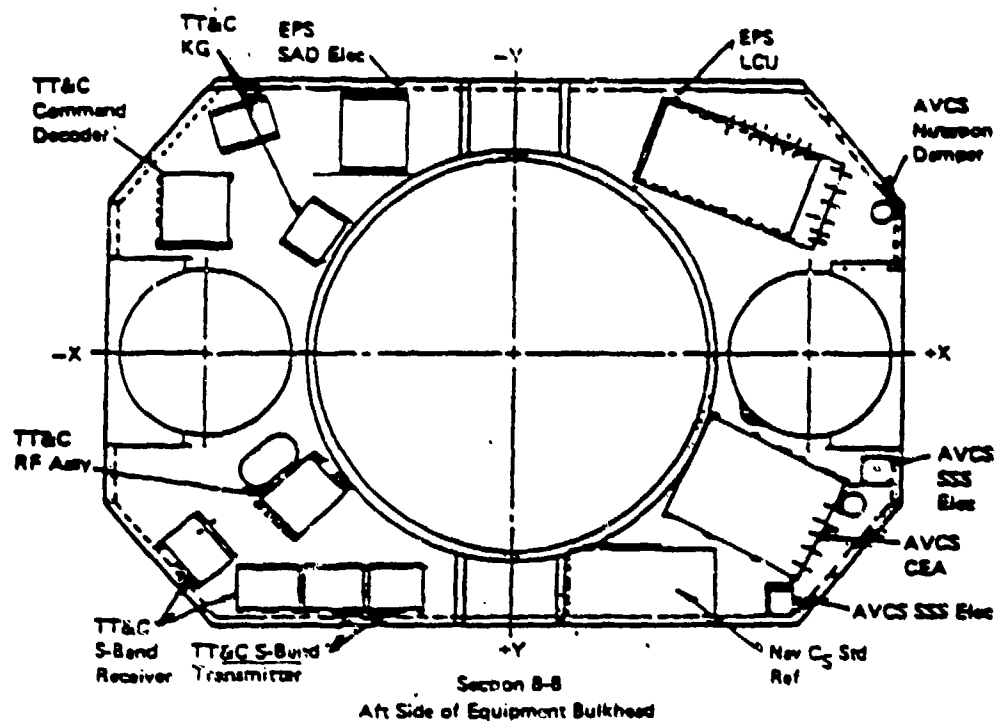 TT&C
KG
EPS
SAD Elec
-Y
EPS
LCU
TT&C
Command
Decoder
AVCS
Nutation
Damper
-X
+X
TT&C
RF Assy
AVCS
SSS
Elec
AVCS
CEA
AVCS SSS Elec
TT&C
S-Band
Receiver
TT&C S-Band
Transmitter
+Y
Nav CS Std
Ref
Section B-B
Aft Side of Equipment Bulkhead